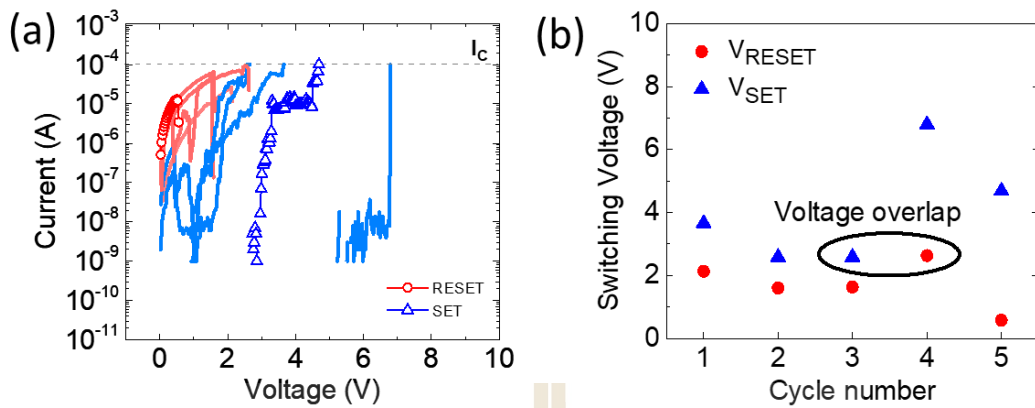 (a)
I_C
10^-3
10^-4
10^-5
10^-6
10^-7
10^-8
10^-9
10^-10
10^-11
Current (A)
RESET
SET
0 2 4 6 8 10
Voltage (V)
(b)
10
8
6
4
2
0
Switching Voltage (V)
V_RESET
V_SET
Voltage overlap
1 2 3 4 5
Cycle number